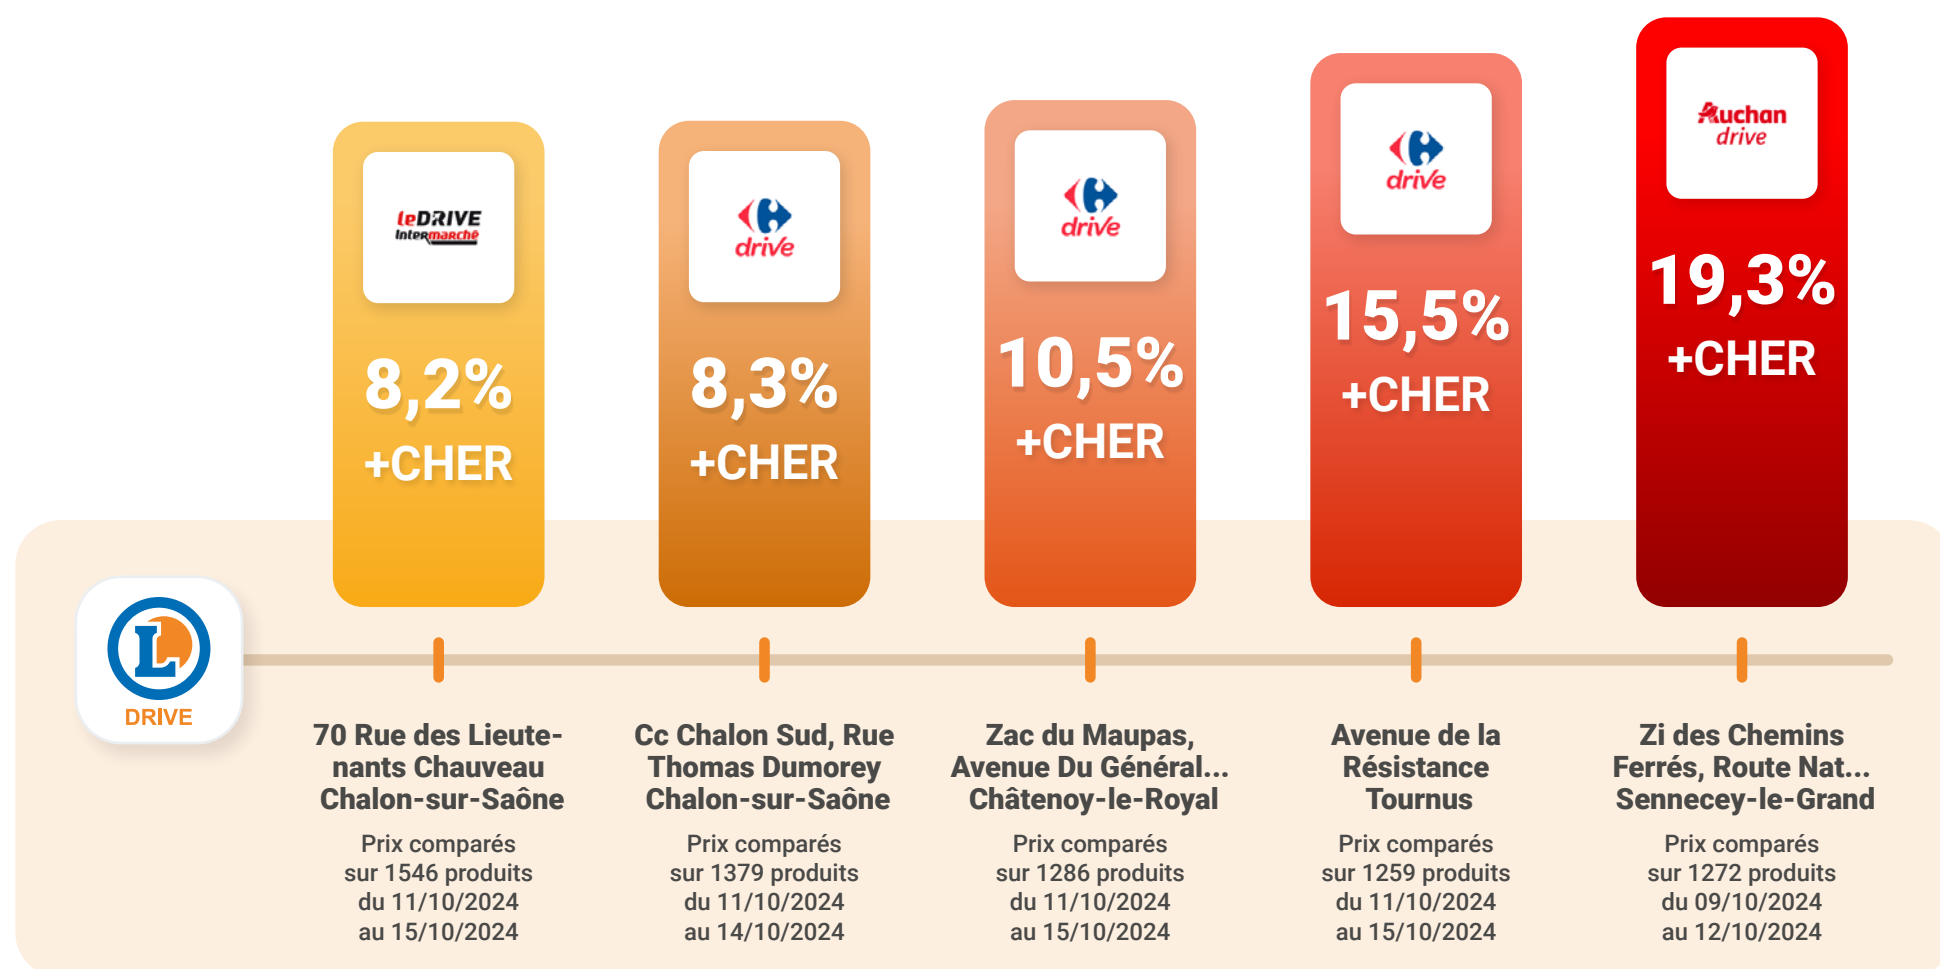 leDRIVE
Intermarché
8,2%
+CHER
drive
8,3%
+CHER
drive
10,5%
+CHER
drive
15,5%
+CHER
Auchan
drive
19,3%
+CHER
L
DRIVE
70 Rue des Lieute-
nants Chauveau
Chalon-sur-Saône
Prix comparés
sur 1546 produits
du 11/10/2024
au 15/10/2024
Cc Chalon Sud, Rue
Thomas Dumorey
Chalon-sur-Saône
Prix comparés
sur 1379 produits
du 11/10/2024
au 14/10/2024
Zac du Maupas,
Avenue Du Général...
Châtenoy-le-Royal
Prix comparés
sur 1286 produits
du 11/10/2024
au 15/10/2024
Avenue de la
Résistance
Tournus
Prix comparés
sur 1259 produits
du 11/10/2024
au 15/10/2024
Zi des Chemins
Ferrés, Route Nat...
Sennecey-le-Grand
Prix comparés
sur 1272 produits
du 09/10/2024
au 12/10/2024